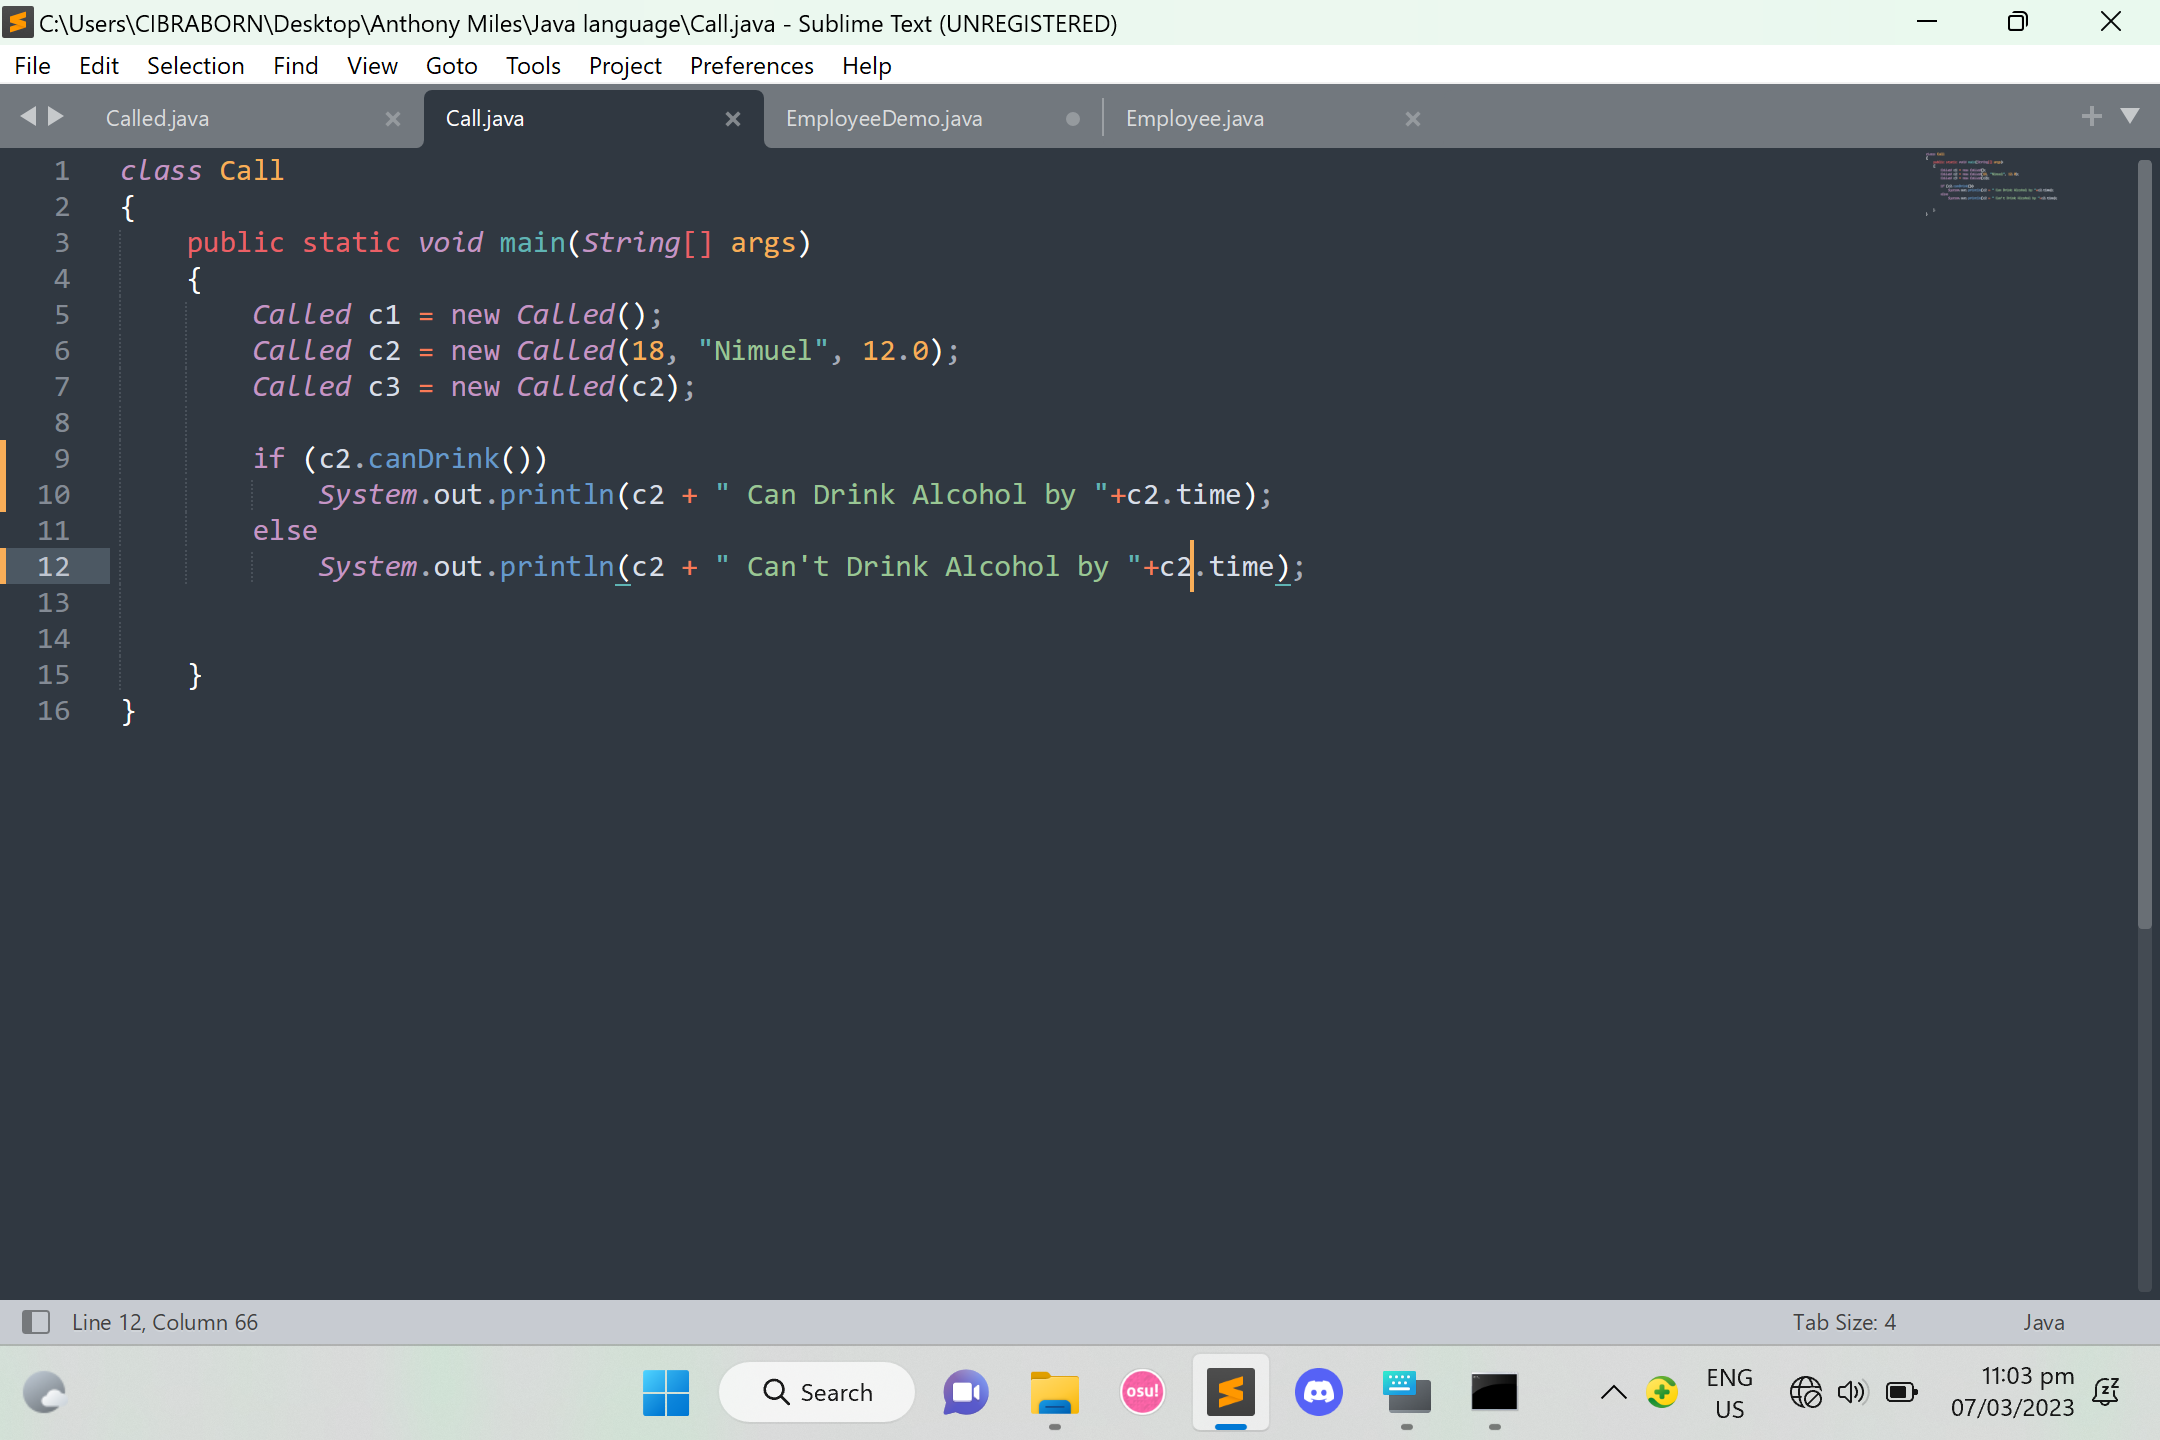 C:\Users\CIBRABORN\Desktop\Anthony Miles\Java language\Call.java - Sublime Text (UNREGISTERED)
File Edit Selection Find View Goto Tools Project Preferences Help
Called.java Call.java EmployeeDemo.java Employee.java
1 class Call
2 {
3 public static void main(String[] args)
4 {
5 Called c1 = new Called();
6 Called c2 = new Called(18, "Nimuel", 12.0);
7 Called c3 = new Called(c2);
8
9 if (c2.canDrink())
10 System.out.println(c2 + " Can Drink Alcohol by "+c2.time);
11 else
12 System.out.println(c2 + " Can't Drink Alcohol by "+c2.time);
13
14
15 }
16 }
Line 12, Column 66 Tab Size: 4 Java
Search osu! ENG US 11:03 pm
07/03/2023